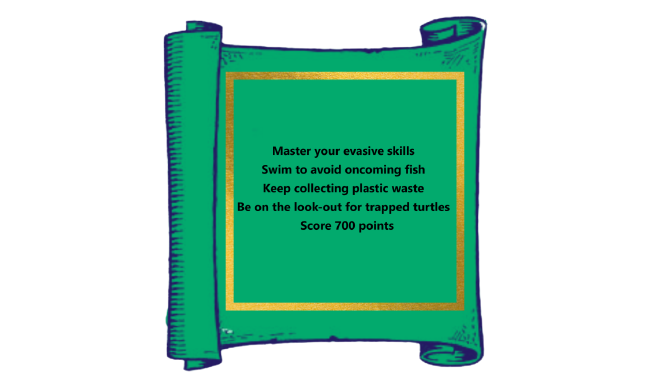 Master your evasive skills
Swim to avoid oncoming fish
Keep collecting plastic waste
Be on the look-out for trapped turtles
Score 700 points